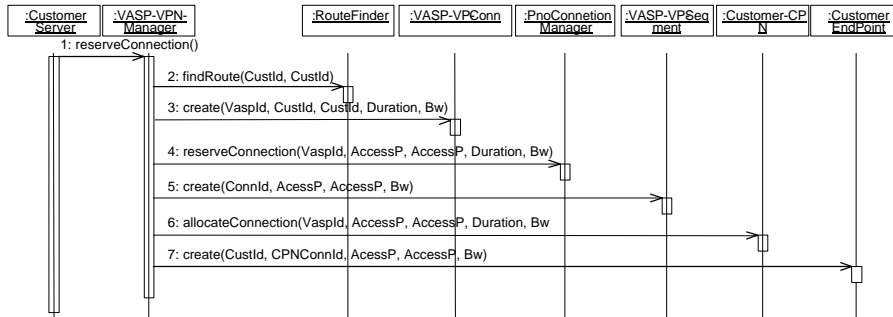 :Customer
Server
:VASP-VPN-
Manager
:RouteFinder
:VASP-VPConn
:PnoConnetion
Manager
:VASP-VPSeq
ment
:Customer-CP
N
:Customer
EndPoint
1: reserveConnection()
2: findRoute(CustId, CustId)
3: create(VaspId, CustId, CustId, Duration, Bw)
4: reserveConnection(VaspId, AccessP, AccessP, Duration, Bw)
5: create(ConnId, AcessP, AccessP, Bw)
6: allocateConnection(VaspId, AccessP, AccessP, Duration, Bw
7: create(CustId, CPNConnId, AcessP, AccessP, Bw)